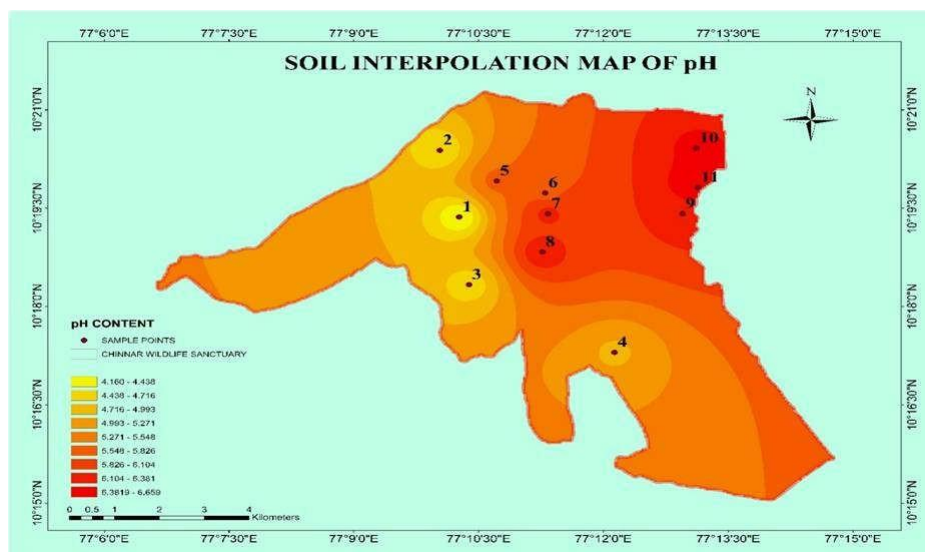 77°6'0"E 77°7'30"E 77°9'0"E 77°10'30"E 77°12'0"E 77°13'30"E 77°15'0"E
SOIL INTERPOLATION MAP OF pH
N
10°21'0"N 10°21'0"N
2
10
5
11
6
10°19'30"N 10°19'30"N
1
7
9
8
3
10°18'0"N 10°18'0"N
pH CONTENT
SAMPLE POINTS
CHINNAR WILDLIFE SANCTUARY
4
4.160 - 4.438
4.438 - 4.716
4.716 - 4.993
10°16'30"N 10°16'30"N
4.993 - 5.271
5.271 - 5.548
5.548 - 5.826
5.826 - 6.104
6.104 - 6.381
6.3819 - 6.659
10°15'0"N 10°15'0"N
0 0.5 1 2 3 4
Kilometers
77°6'0"E 77°7'30"E 77°9'0"E 77°10'30"E 77°12'0"E 77°13'30"E 77°15'0"E